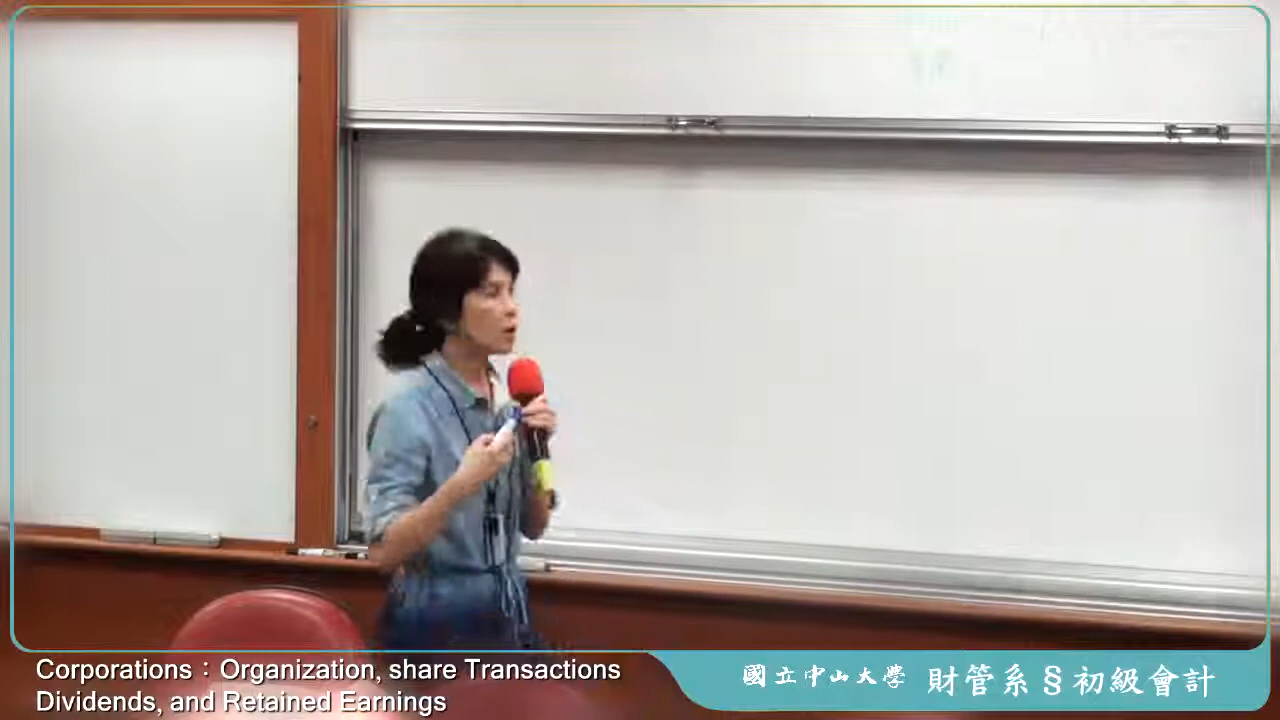 Corporations：Organization, share Transactions
Dividends, and Retained Earnings
國立中山大學 財管系§初級會計